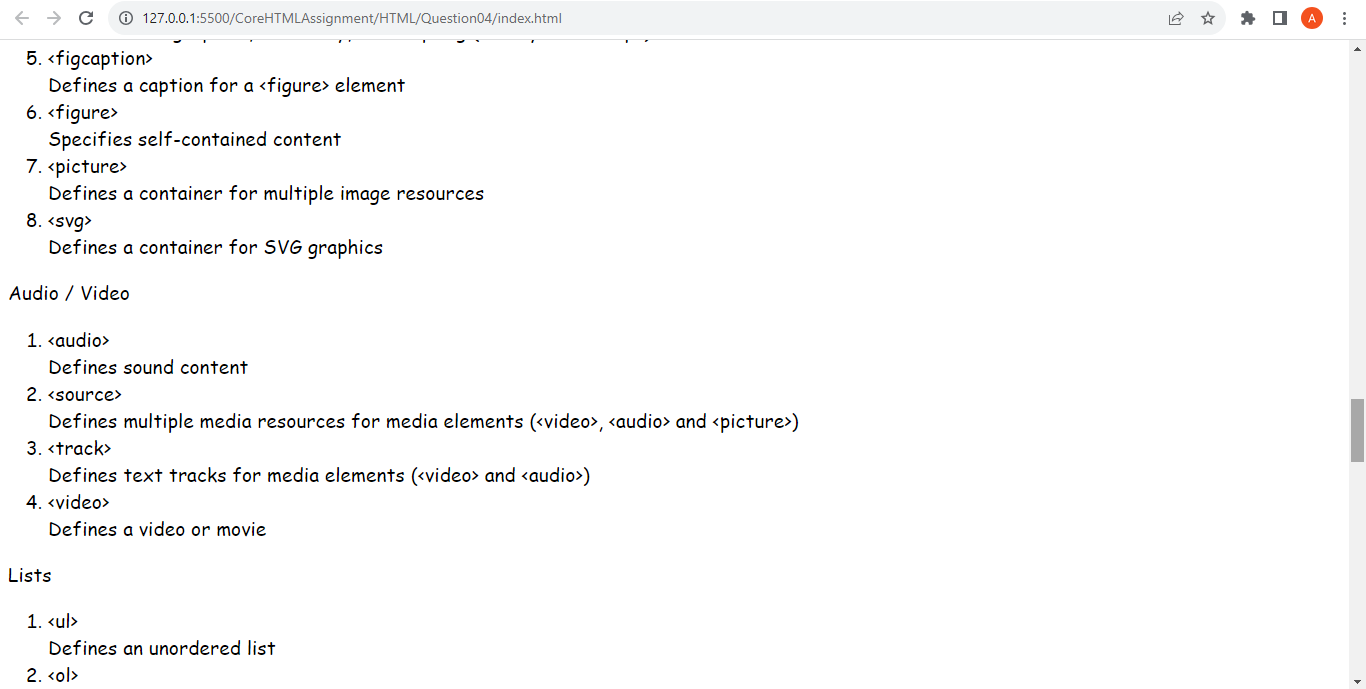 127.0.0.1:5500/CoreHTMLAssignment/HTML/Question04/index.html
A
5. <figcaption>
Defines a caption for a <figure> element
6. <figure>
Specifies self-contained content
7. <picture>
Defines a container for multiple image resources
8. <svg>
Defines a container for SVG graphics
Audio / Video
1. <audio>
Defines sound content
2. <source>
Defines multiple media resources for media elements (<video>, <audio> and <picture>)
3. <track>
Defines text tracks for media elements (<video> and <audio>)
4. <video>
Defines a video or movie
Lists
1. <ul>
Defines an unordered list
2. <ol>